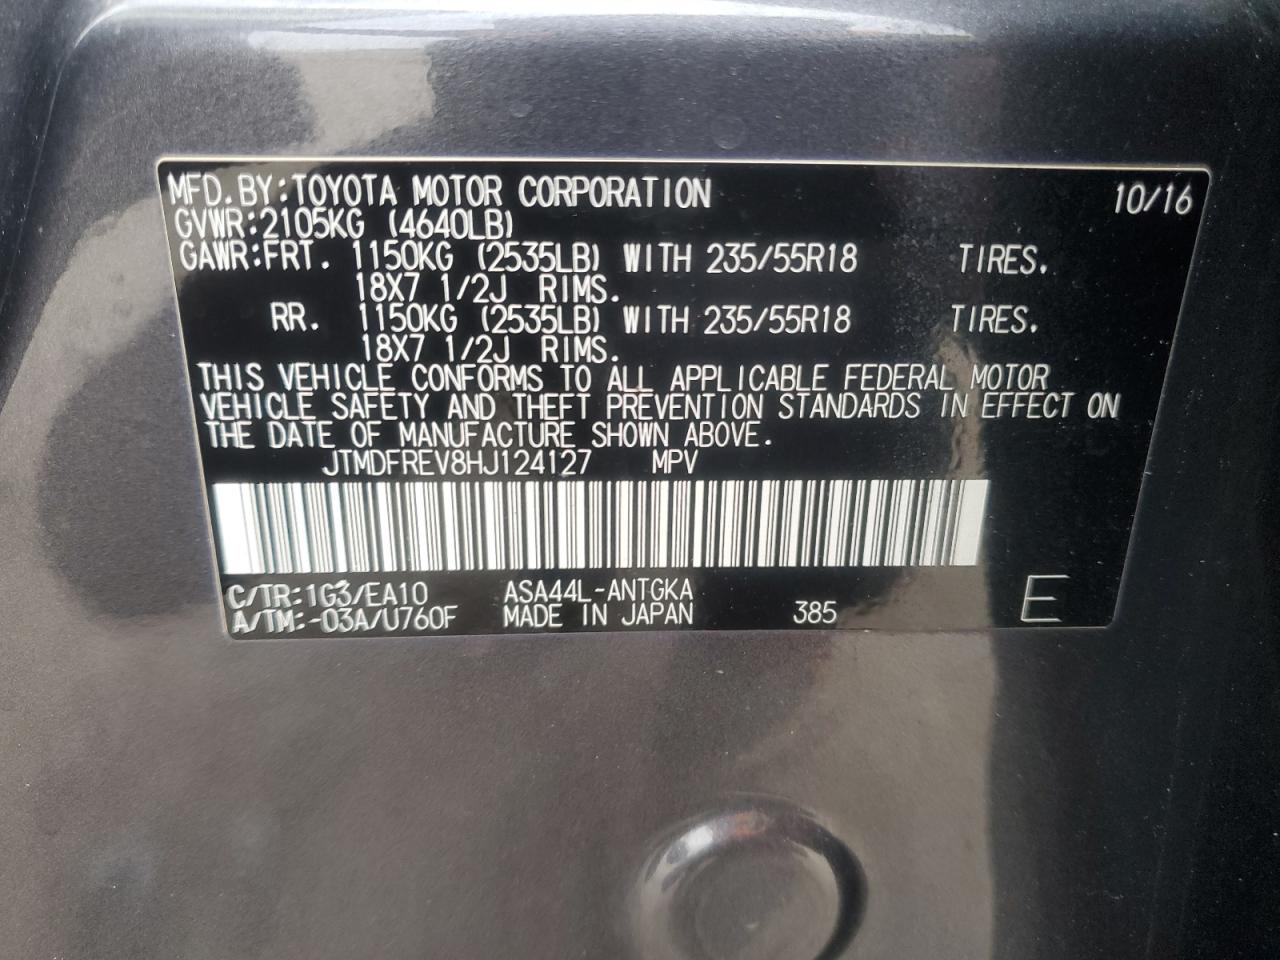 MFD. BY: TOYOTA MOTOR CORPORATION 10/16
GVWR: 2105KG (4640LB)
GAWR: FRT. 1150KG (2535LB) WITH 235/55R18 TIRES.
18X7 1/2J RIMS.
RR. 1150KG (2535LB) WITH 235/55R18 TIRES.
18X7 1/2J RIMS.
THIS VEHICLE CONFORMS TO ALL APPLICABLE FEDERAL MOTOR
VEHICLE SAFETY AND THEFT PREVENTION STANDARDS IN EFFECT ON
THE DATE OF MANUFACTURE SHOWN ABOVE.
JTMDFREV8HJ124127 MPV
C/TR: 1G3/EA10 ASA44L-ANTGKA
A/TM: -03A/U760F MADE IN JAPAN 385 E